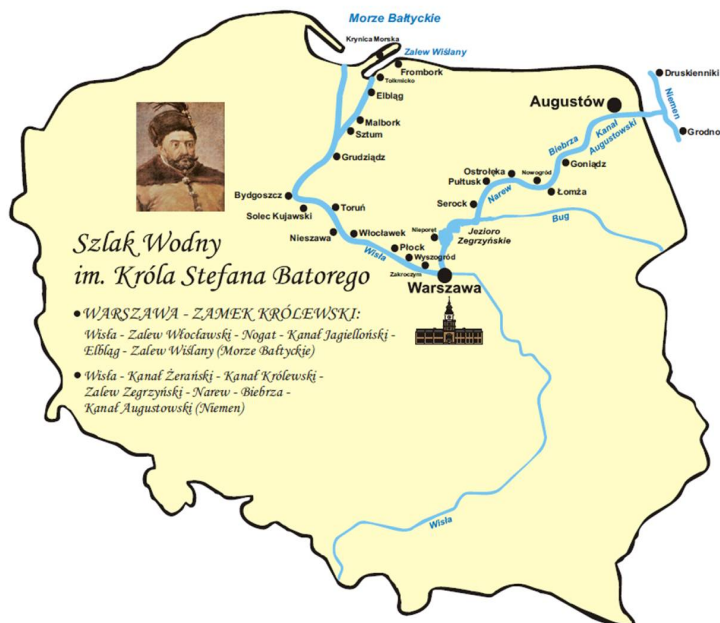 Morze Bałtyckie
Krynica Morska
Zalew Wiślany
Frombork
Tolkmicko
Elbląg
Druskienniki
Niemen
Grodno
Augustów
Kanał
Augustowski
Biebrza
Malbork
Sztum
Grudziądz
Goniądz
Ostrołęka
Nowogród
Pułtusk
Łomża
Narew
Bydgoszcz
Solec Kujawski
Toruń
Serock
Bug
Nieszawa
Włocławek
Nieporęt
Jezioro
Zegrzyńskie
Wisła
Płock
Wyszogród
Zakroczym
Warszawa
Szlak Wodny
im. Króla Stefana Batorego
• WARSZAWA - ZAMEK KRÓLEWSKI:
Wisła - Zalew Włocławski - Nogat - Kanał Jagielloński -
Elbląg - Zalew Wiślany (Morze Bałtyckie)
• Wisła - Kanał Żerański - Kanał Królewski -
Zalew Zegrzyński - Narew - Biebrza -
Kanał Augustowski (Niemen)
Wisła